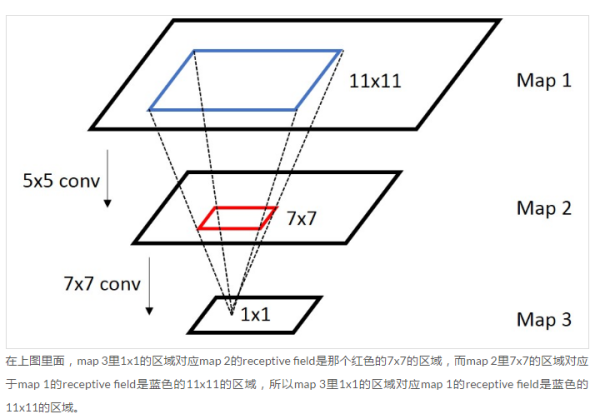 11x11
Map 1
5x5 conv
7x7
Map 2
7x7 conv
1x1
Map 3
在上图里面，map 3里1x1的区域对应map 2的receptive field是那个红色的7x7的区域，而map 2里7x7的区域对应
于map 1的receptive field是蓝色的11x11的区域，所以map 3里1x1的区域对应map 1的receptive field是蓝色的
11x11的区域。